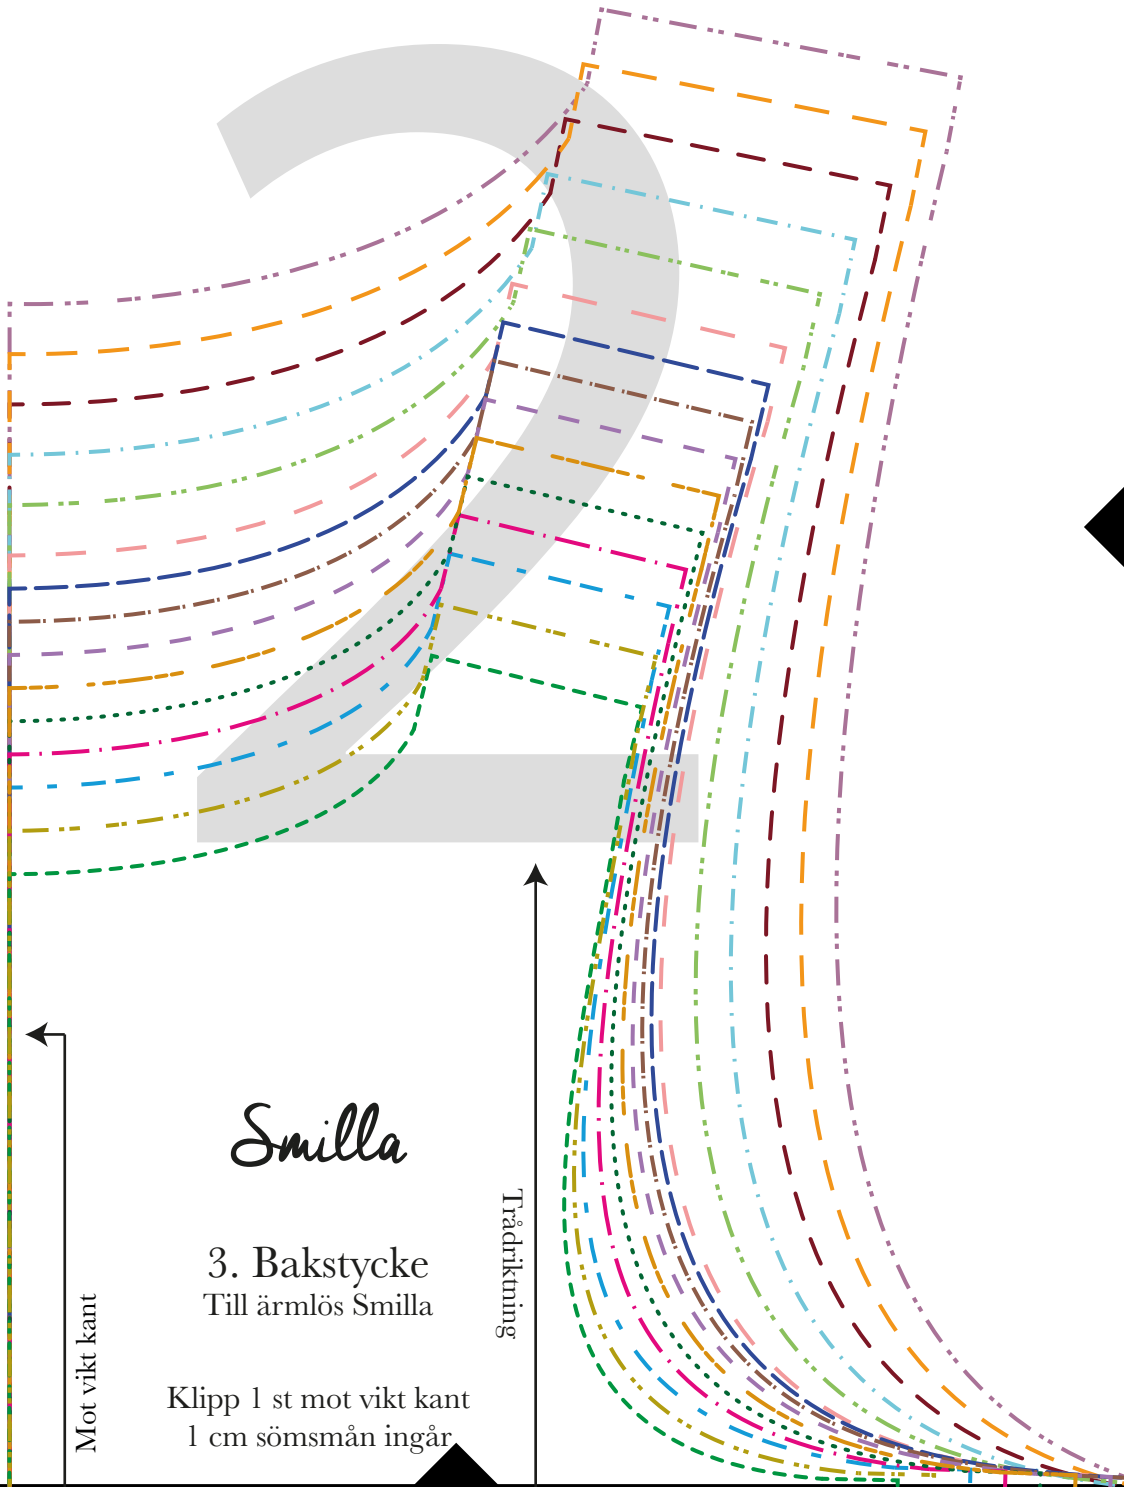 2
Smilla
3. Bakstycke
Till ärmlös Smilla
Klipp 1 st mot vikt kant
1 cm sömsmån ingår
Mot vikt kant
Trådriktning